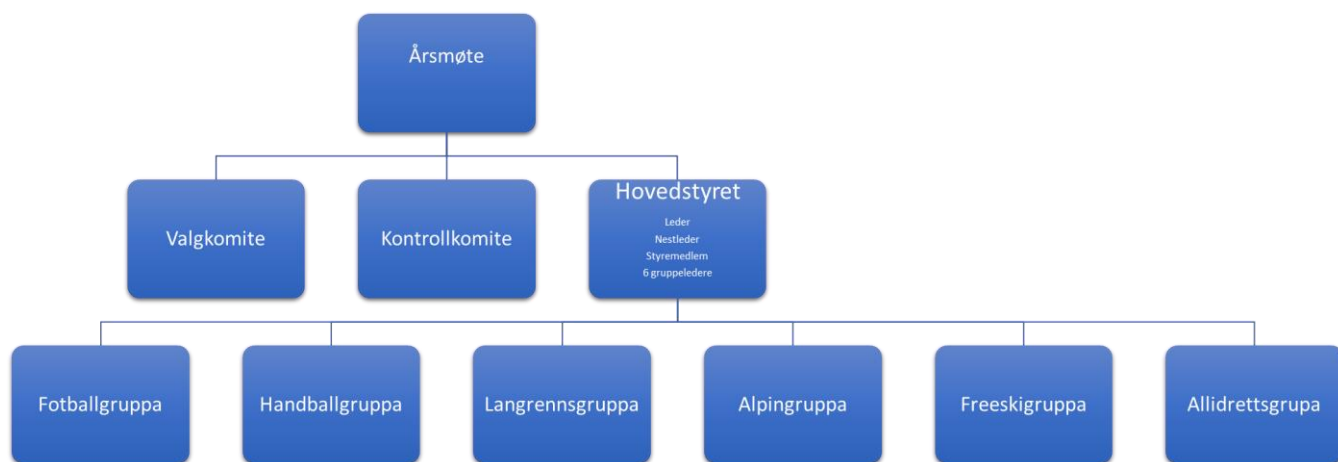 Årsmøte
Valgkomite
Kontrollkomite
Hovedstyret
Leder
Nestleder
Styremedlem
6 gruppeledere
Fotballgruppa
Handballgruppa
Langrennsgruppa
Alpingruppa
Freeskigruppa
Allidrettsgrupa